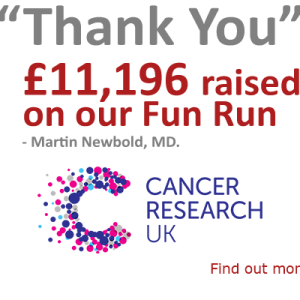 “Thank You”
£11,196 raised
on our Fun Run
- Martin Newbold, MD.
CANCER
RESEARCH
UK
Find out mor